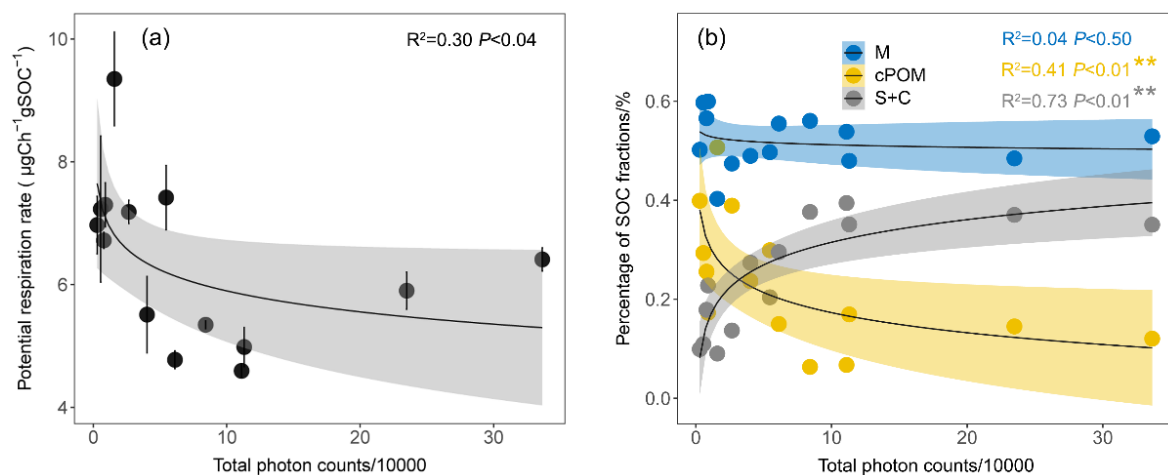 (a)
R²=0.30 P<0.04
Potential respiration rate ( µgCh⁻¹gSOC⁻¹)
10
8
6
4
0
10
20
30
Total photon counts/10000
(b)
M
cPOM
S+C
R²=0.04 P<0.50
R²=0.41 P<0.01**
R²=0.73 P<0.01**
Percentage of SOC fractions/%
0.6
0.4
0.2
0.0
0
10
20
30
Total photon counts/10000